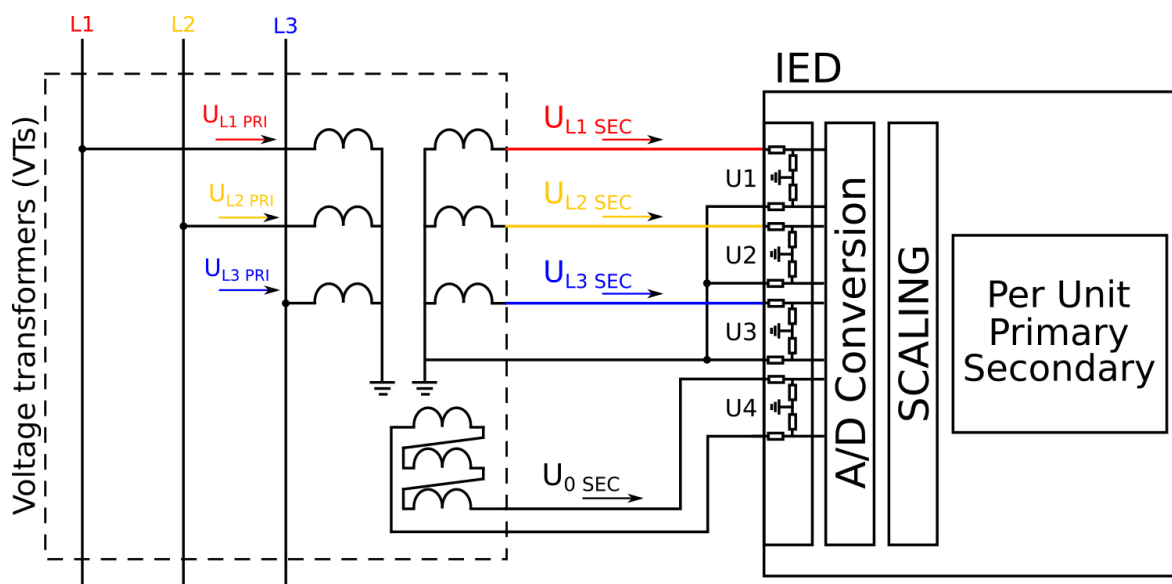 L1
L2
L3
IED
Voltage transformers (VTs)
UL1 PRI
UL1 SEC
U1
UL2 PRI
UL2 SEC
U2
UL3 PRI
UL3 SEC
U3
U4
U0 SEC
A/D Conversion
SCALING
Per Unit
Primary
Secondary